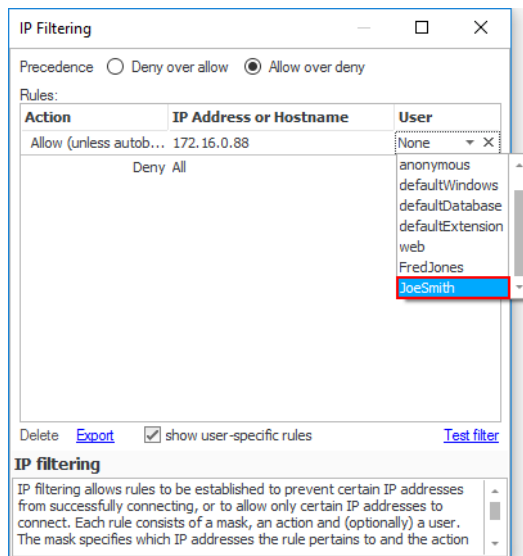 IP Filtering
Precedence Deny over allow Allow over deny
Rules:
Action IP Address or Hostname User
Allow (unless autob... 172.16.0.88 None
Deny All
anonymous
defaultWindows
defaultDatabase
defaultExtension
web
FredJones
JoeSmith
Delete Export show user-specific rules Test filter
IP filtering
IP filtering allows rules to be established to prevent certain IP addresses
from successfully connecting, or to allow only certain IP addresses to
connect. Each rule consists of a mask, an action and (optionally) a user.
The mask specifies which IP addresses the rule pertains to and the action